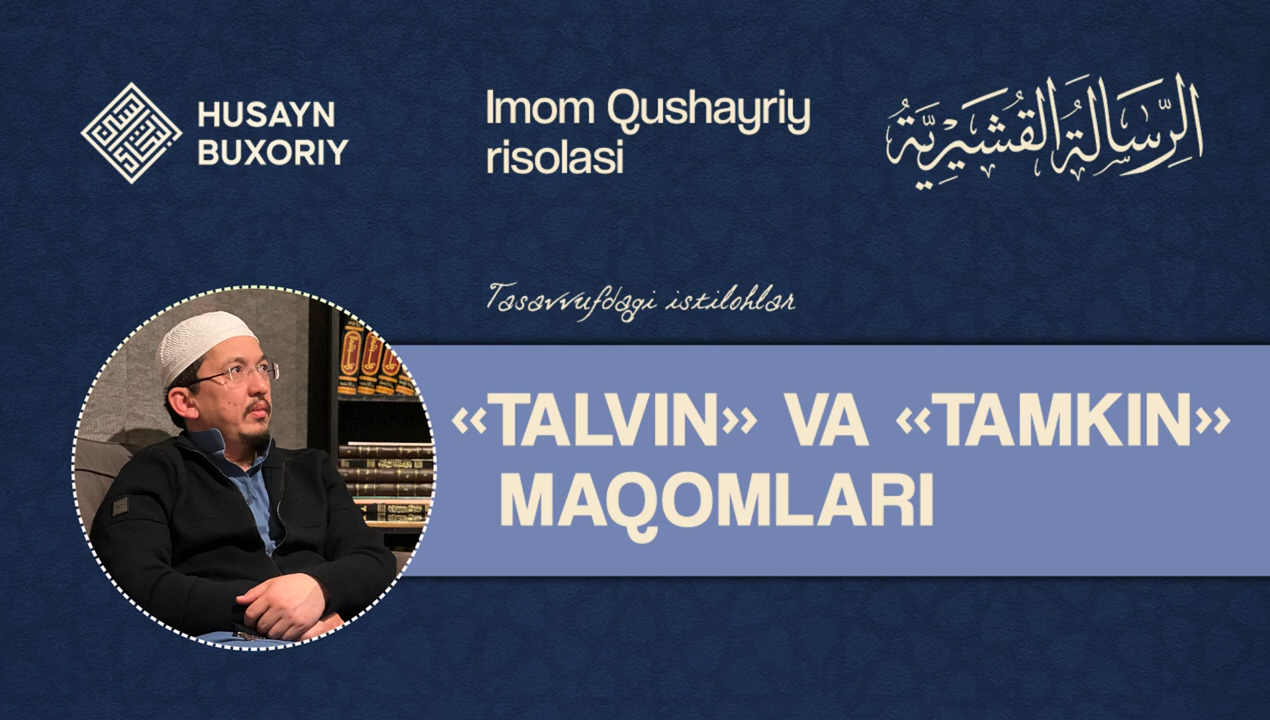 HUSAYN
BUXORIY
Imom Qushayriy
risolasi
الرِّسَالَةُ القُشَيْرِيَّةُ
Tasavvufdagi istilohlar
«TALVIN» VA «TAMKIN»
MAQOMLARI